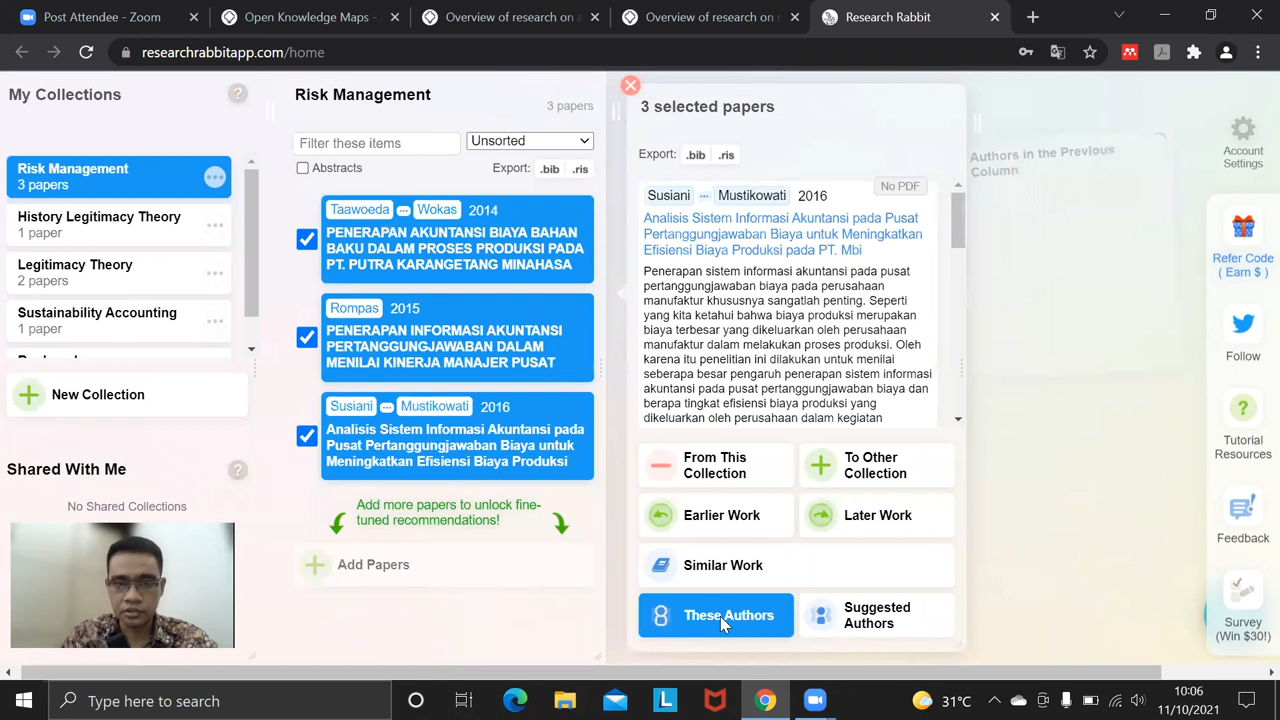 Post Attendee - Zoom
Open Knowledge Maps -
Overview of research on a
Overview of research on n
Research Rabbit
researchrabbitapp.com/home
My Collections
?
Risk Management
3 papers
History Legitimacy Theory
1 paper
Legitimacy Theory
2 papers
Sustainability Accounting
1 paper
New Collection
Shared With Me
?
No Shared Collections
Risk Management
3 papers
Filter these items
Unsorted
Abstracts
Export: .bib .ris
Taawoeda ··· Wokas 2014
PENERAPAN AKUNTANSI BIAYA BAHAN
BAKU DALAM PROSES PRODUKSI PADA
PT. PUTRA KARANGETANG MINAHASA
Rompas 2015
PENERAPAN INFORMASI AKUNTANSI
PERTANGGUNGJAWABAN DALAM
MENILAI KINERJA MANAJER PUSAT
Susiani ··· Mustikowati 2016
Analisis Sistem Informasi Akuntansi pada
Pusat Pertanggungjawaban Biaya untuk
Meningkatkan Efisiensi Biaya Produksi
Add more papers to unlock fine-
tuned recommendations!
Add Papers
3 selected papers
Export: .bib .ris
No PDF
Susiani ··· Mustikowati 2016
Analisis Sistem Informasi Akuntansi pada Pusat
Pertanggungjawaban Biaya untuk Meningkatkan
Efisiensi Biaya Produksi pada PT. Mbi
Penerapan sistem informasi akuntansi pada pusat
pertanggungjawaban biaya pada perusahaan
manufaktur khususnya sangatlah penting. Seperti
yang kita ketahui bahwa biaya produksi merupakan
biaya terbesar yang dikeluarkan oleh perusahaan
manufaktur dalam melakukan proses produksi. Oleh
karena itu penelitian ini dilakukan untuk menilai
seberapa besar pengaruh penerapan sistem informasi
akuntansi pada pusat pertanggungjawaban biaya dan
berapa tingkat efisiensi biaya produksi yang
dikeluarkan oleh perusahaan dalam kegiatan
From This
Collection
To Other
Collection
Earlier Work
Later Work
Similar Work
These Authors
Suggested
Authors
Authors in the Previous
Column
Account
Settings
Refer Code
( Earn $ )
Follow
?
Tutorial
Resources
Feedback
Survey
(Win $30!)
Type here to search
L
31°C
10:06
11/10/2021